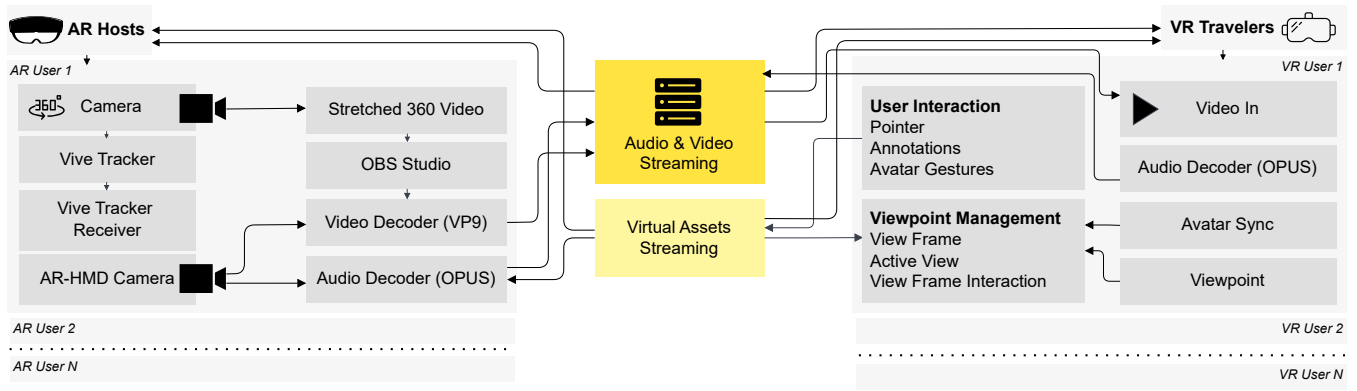 AR Hosts
AR User 1
360°
Camera
Vive Tracker
Vive Tracker
Receiver
AR-HMD Camera
Stretched 360 Video
OBS Studio
Video Decoder (VP9)
Audio Decoder (OPUS)
AR User 2
AR User N
Audio & Video
Streaming
Virtual Assets
Streaming
VR Travelers
VR User 1
User Interaction
Pointer
Annotations
Avatar Gestures
Viewpoint Management
View Frame
Active View
View Frame Interaction
Video In
Audio Decoder (OPUS)
Avatar Sync
Viewpoint
VR User 2
VR User N